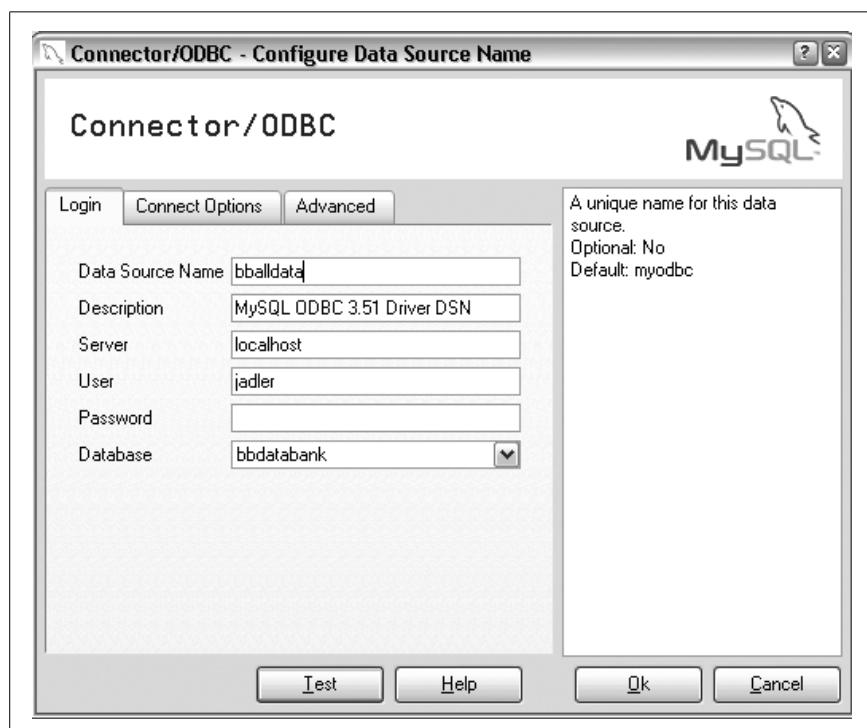 Connector/ODBC - Configure Data Source Name
Connector/ODBC
MySQL
Login
Connect Options
Advanced
Data Source Name bballdata
Description MySQL ODBC 3.51 Driver DSN
Server localhost
User jadler
Password
Database bbdatabank
A unique name for this data
source.
Optional: No
Default: myodbc
Test
Help
Ok
Cancel